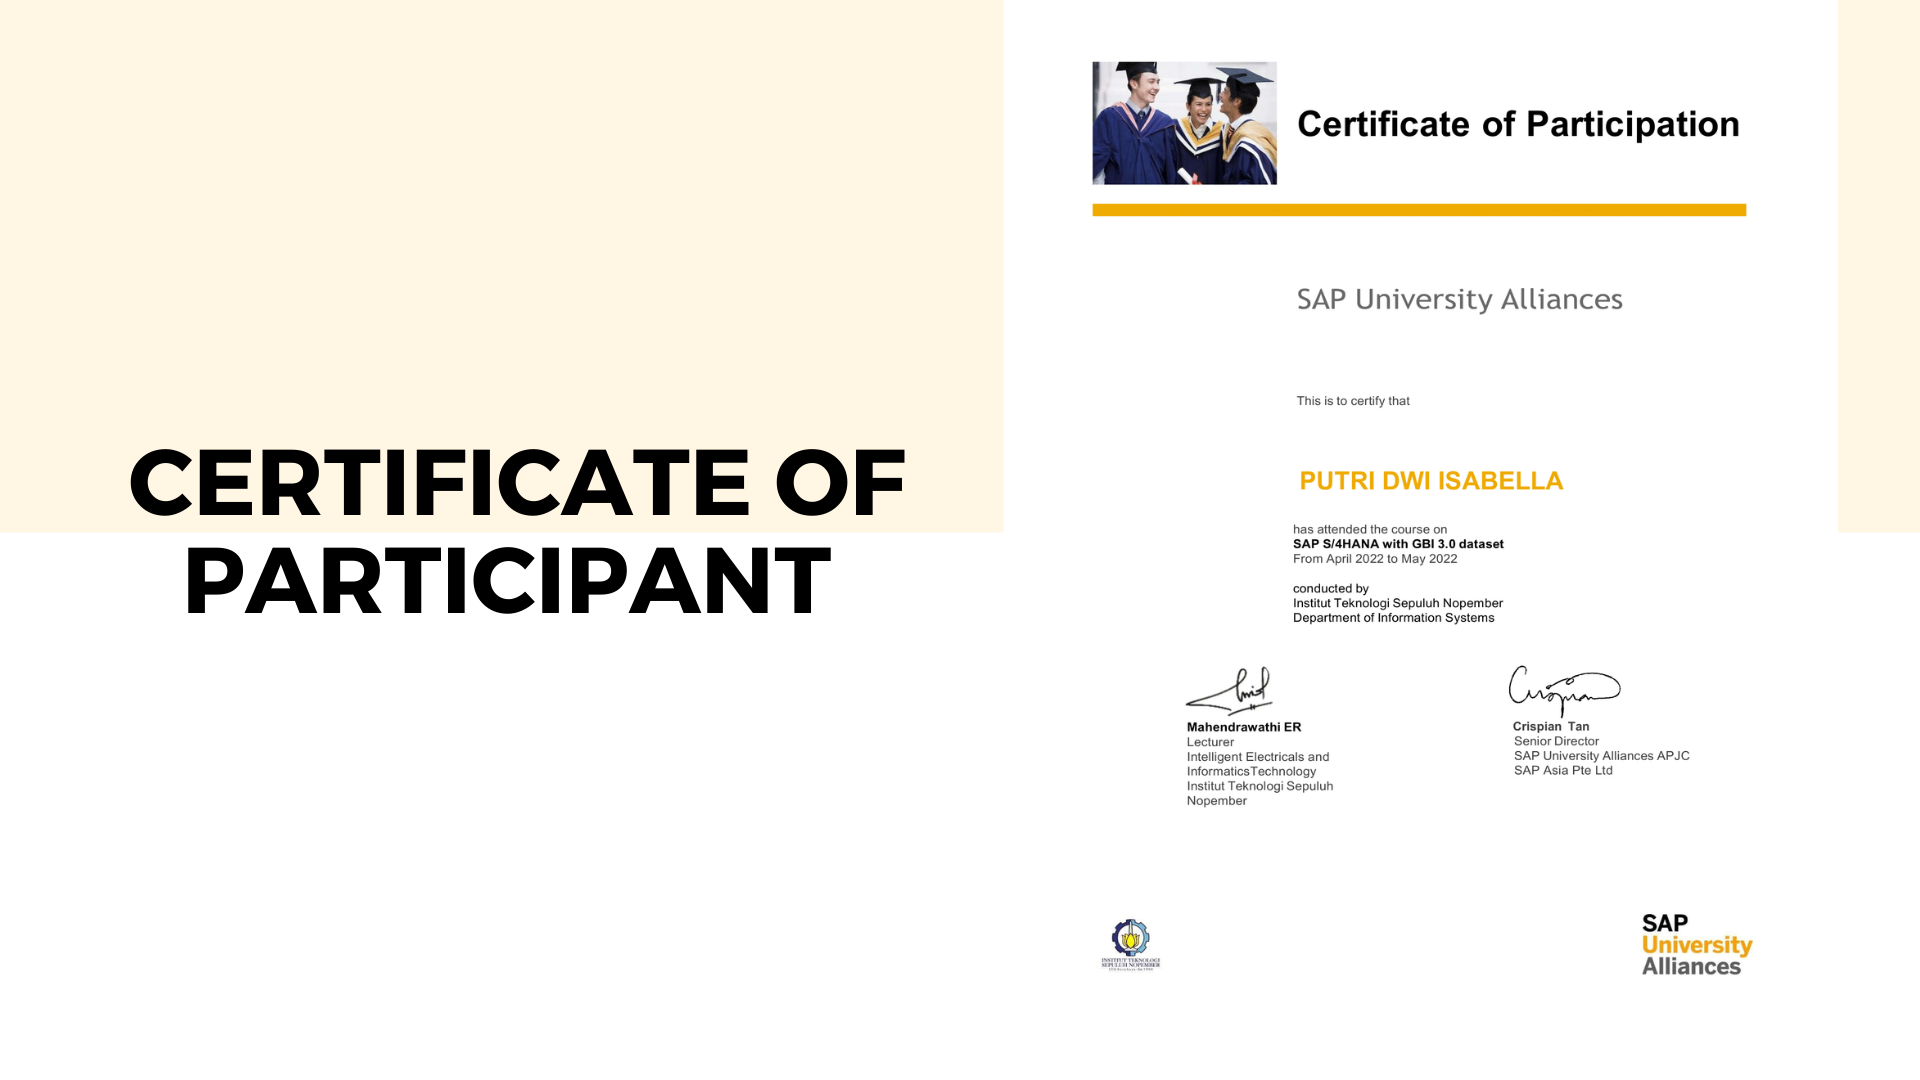 CERTIFICATE OF
PARTICIPANT
Certificate of Participation
SAP University Alliances
This is to certify that
PUTRI DWI ISABELLA
has attended the course on
SAP S/4HANA with GBI 3.0 dataset
From April 2022 to May 2022
conducted by
Institut Teknologi Sepuluh Nopember
Department of Information Systems
Mahendrawathi ER
Lecturer
Intelligent Electricals and
InformaticsTechnology
Institut Teknologi Sepuluh
Nopember
Crispian Tan
Senior Director
SAP University Alliances APJC
SAP Asia Pte Ltd
INSTITUT TEKNOLOGI
SEPULUH NOPEMBER
SAP
University
Alliances